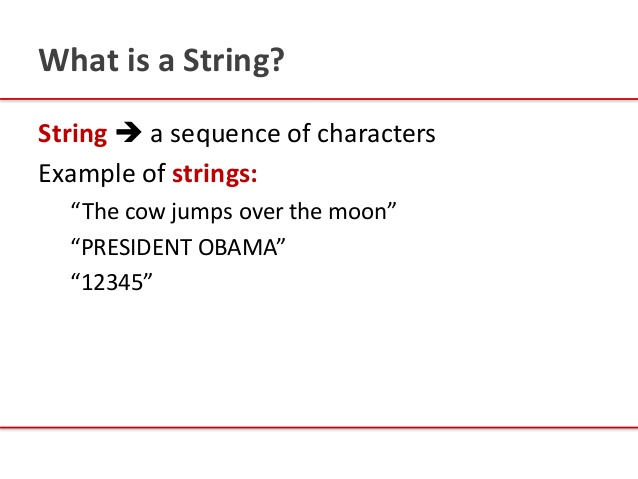 What is a String?
String ➔ a sequence of characters
Example of strings:
“The cow jumps over the moon”
“PRESIDENT OBAMA”
“12345”